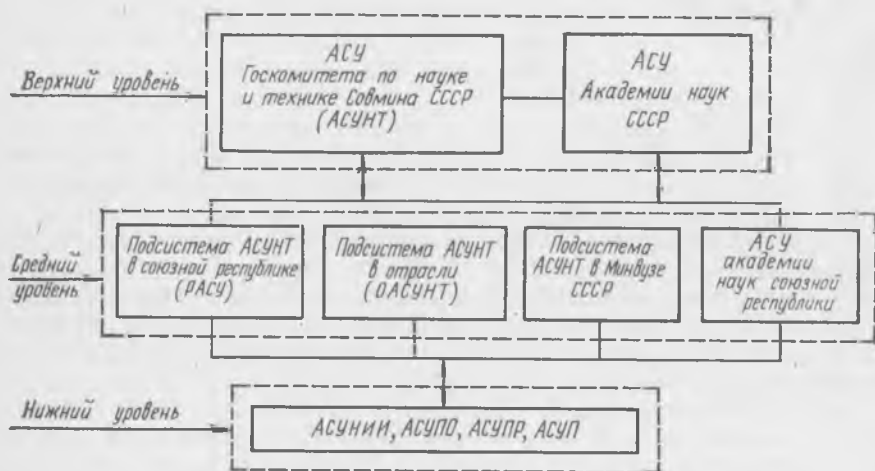 Верхний уровень
АСУ
Госкомитета по науке
и технике Совмина СССР
(АСУНТ)
АСУ
Академии наук
СССР
Средний
уровень
Подсистема АСУНТ
в союзной республике
(РАСУ)
Подсистема АСУНТ
в отрасли
(ОАСУНТ)
Подсистема
АСУНТ в Минвузе
СССР
АСУ
академии
наук союзной
республики
Нижний уровень
АСУНИИ, АСУПО, АСУПР, АСУП